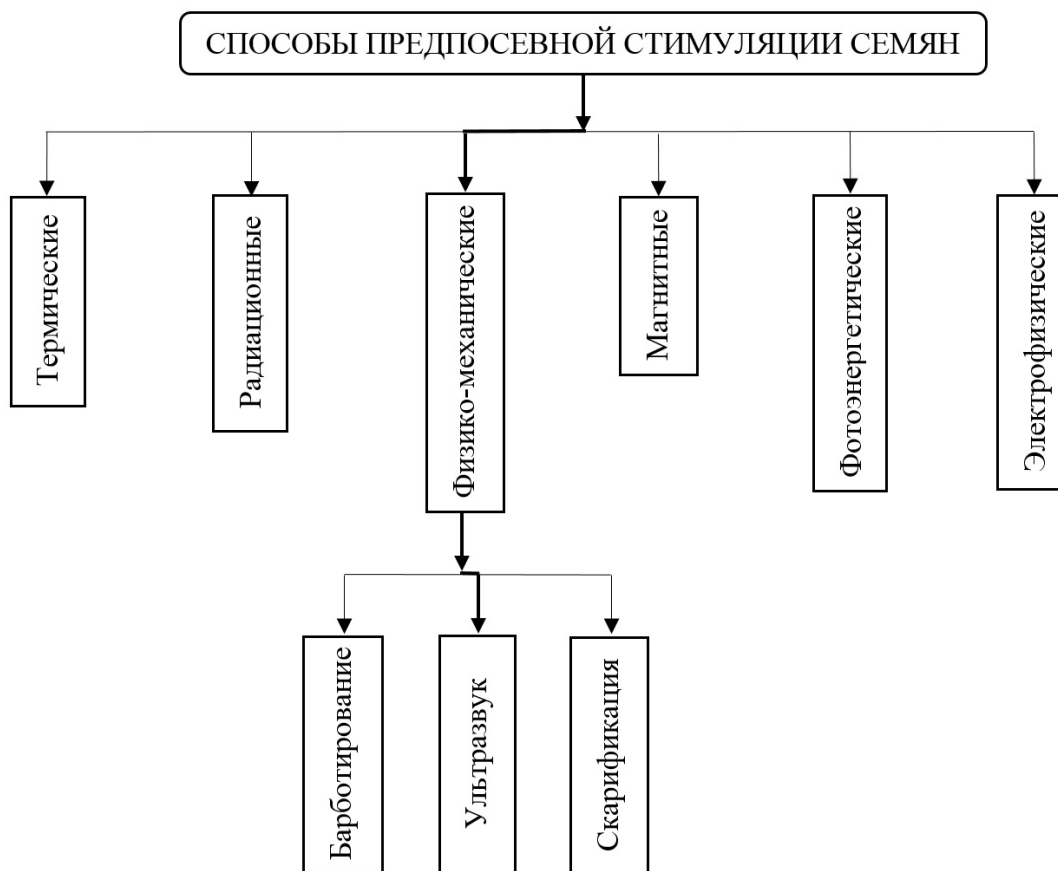 СПОСОБЫ ПРЕДПОСЕВНОЙ СТИМУЛЯЦИИ СЕМЯН
Термические
Радиационные
Физико-механические
Магнитные
Фотоэнергетические
Электрофизические
Барботирование
Ультразвук
Скарификация